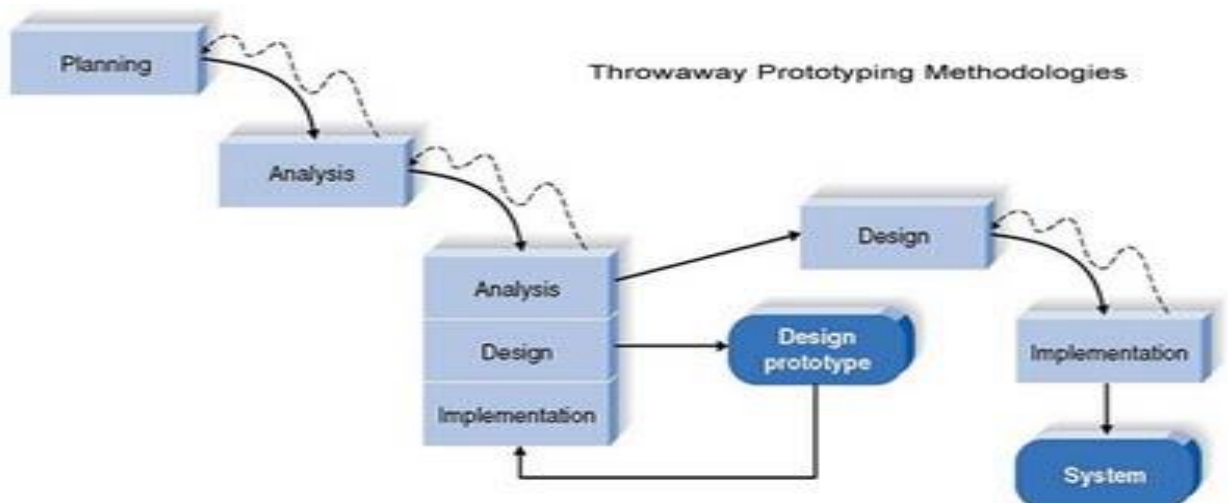 Throwaway Prototyping Methodologies
Planning
Analysis
Analysis
Design
Implementation
Design
prototype
Design
Implementation
System